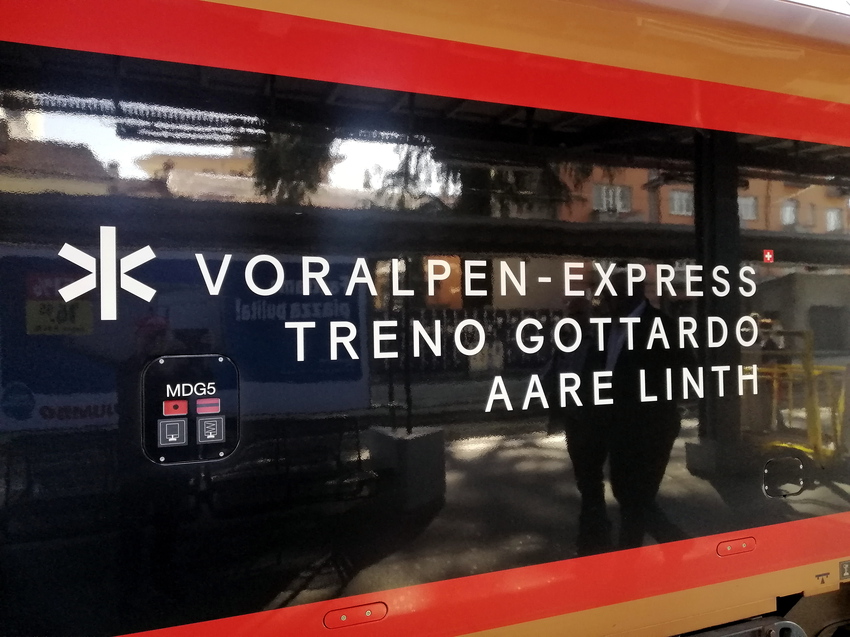 VORALPEN-EXPRESS
TRENO GOTTARDO
AARE LINTH
MDG5